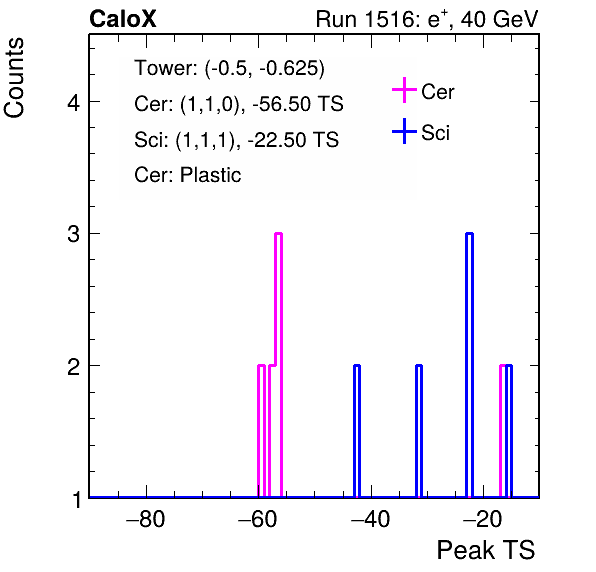 CaloX Run 1516: e⁺, 40 GeV
Counts
Tower: (-0.5, -0.625)
Cer: (1,1,0), -56.50 TS
Sci: (1,1,1), -22.50 TS
Cer: Plastic
Cer
Sci
4
3
2
1
−80 −60 −40 −20
Peak TS